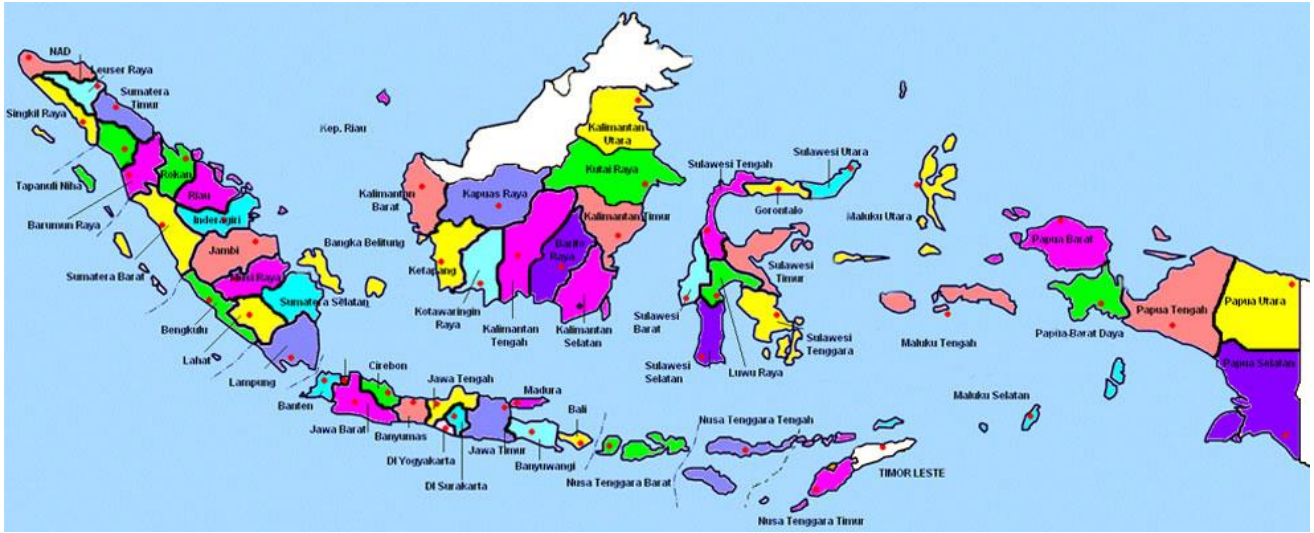 NAD
Leuser Raya
Sumatera
Timur
Singkil Raya
Tapanuli Niha
Rokan
Riau
Barumun Raya
Inderagiri
Sumatera Barat
Jambi
Musi Raya
Bangka Belitung
Bengkulu
Sumatera Selatan
Lahat
Lampung
Kep. Riau
Kalimantan
Barat
Kapuas Raya
Kalimantan
Utara
Kutai Raya
Kalimantan Timur
Ketapang
Kotawaringin
Raya
Kalimantan
Tengah
Barito
Raya
Kalimantan
Selatan
Sulawesi Tengah
Sulawesi Utara
Gorontalo
Sulawesi
Timur
Sulawesi
Barat
Sulawesi
Selatan
Luwu Raya
Sulawesi
Tenggara
Maluku Utara
Maluku Tengah
Maluku Selatan
Papua Barat
Papua Barat Daya
Papua Tengah
Papua Utara
Papua Selatan
Banten
Jawa Barat
Cirebon
Banyumas
Jawa Tengah
DI Yogyakarta
DI Surakarta
Jawa Timur
Madura
Banyuwangi
Bali
Nusa Tenggara Barat
Nusa Tenggara Tengah
Nusa Tenggara Timur
TIMOR LESTE